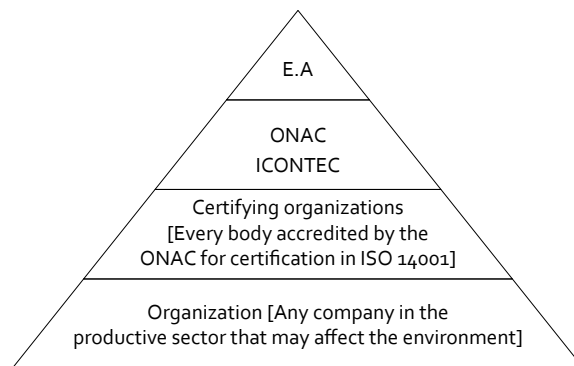 E.A
ONAC
ICONTEC
Certifying organizations
[Every body accredited by the
ONAC for certification in ISO 14001]
Organization [Any company in the
productive sector that may affect the environment]